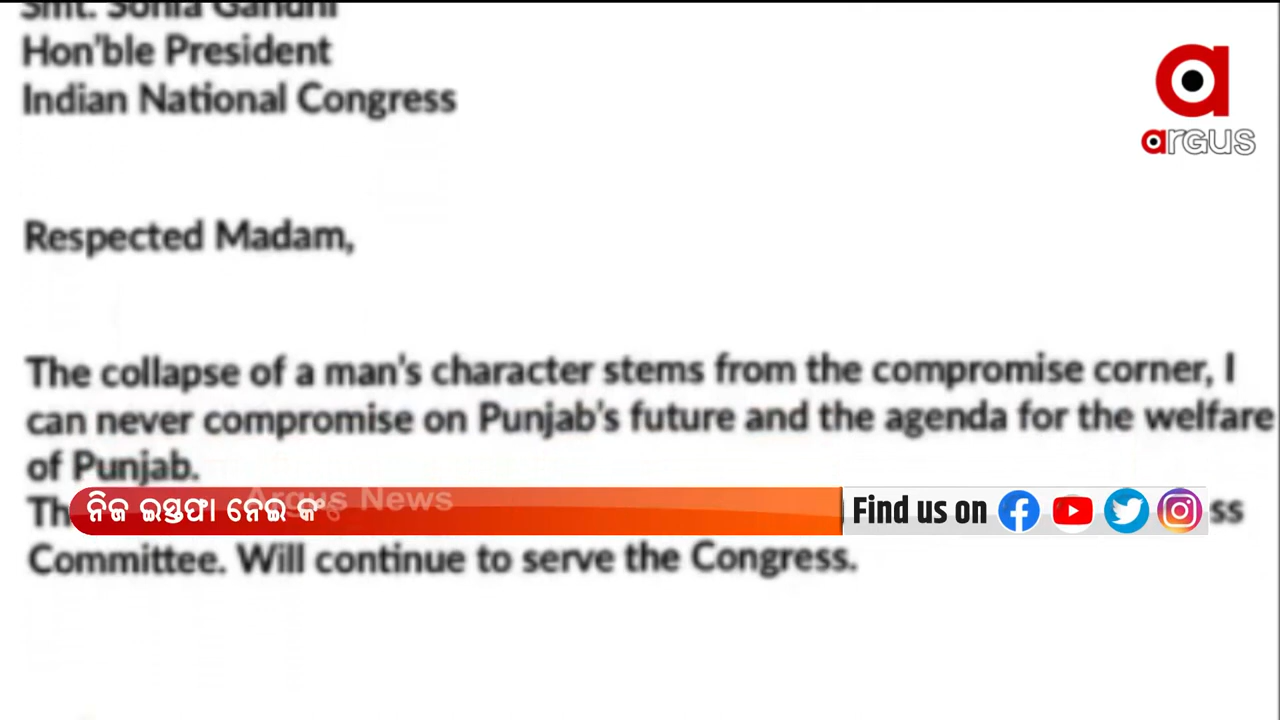 Smt. Sonia Gandhi
Hon'ble President
Indian National Congress
argus
Respected Madam,
The collapse of a man's character stems from the compromise corner, I
can never compromise on Punjab's future and the agenda for the welfare
of Punjab.
Argus News
Th
ନିଜ ଇସ୍ତଫା ନେଇ କଂ
Find us on
ss
Committee. Will continue to serve the Congress.